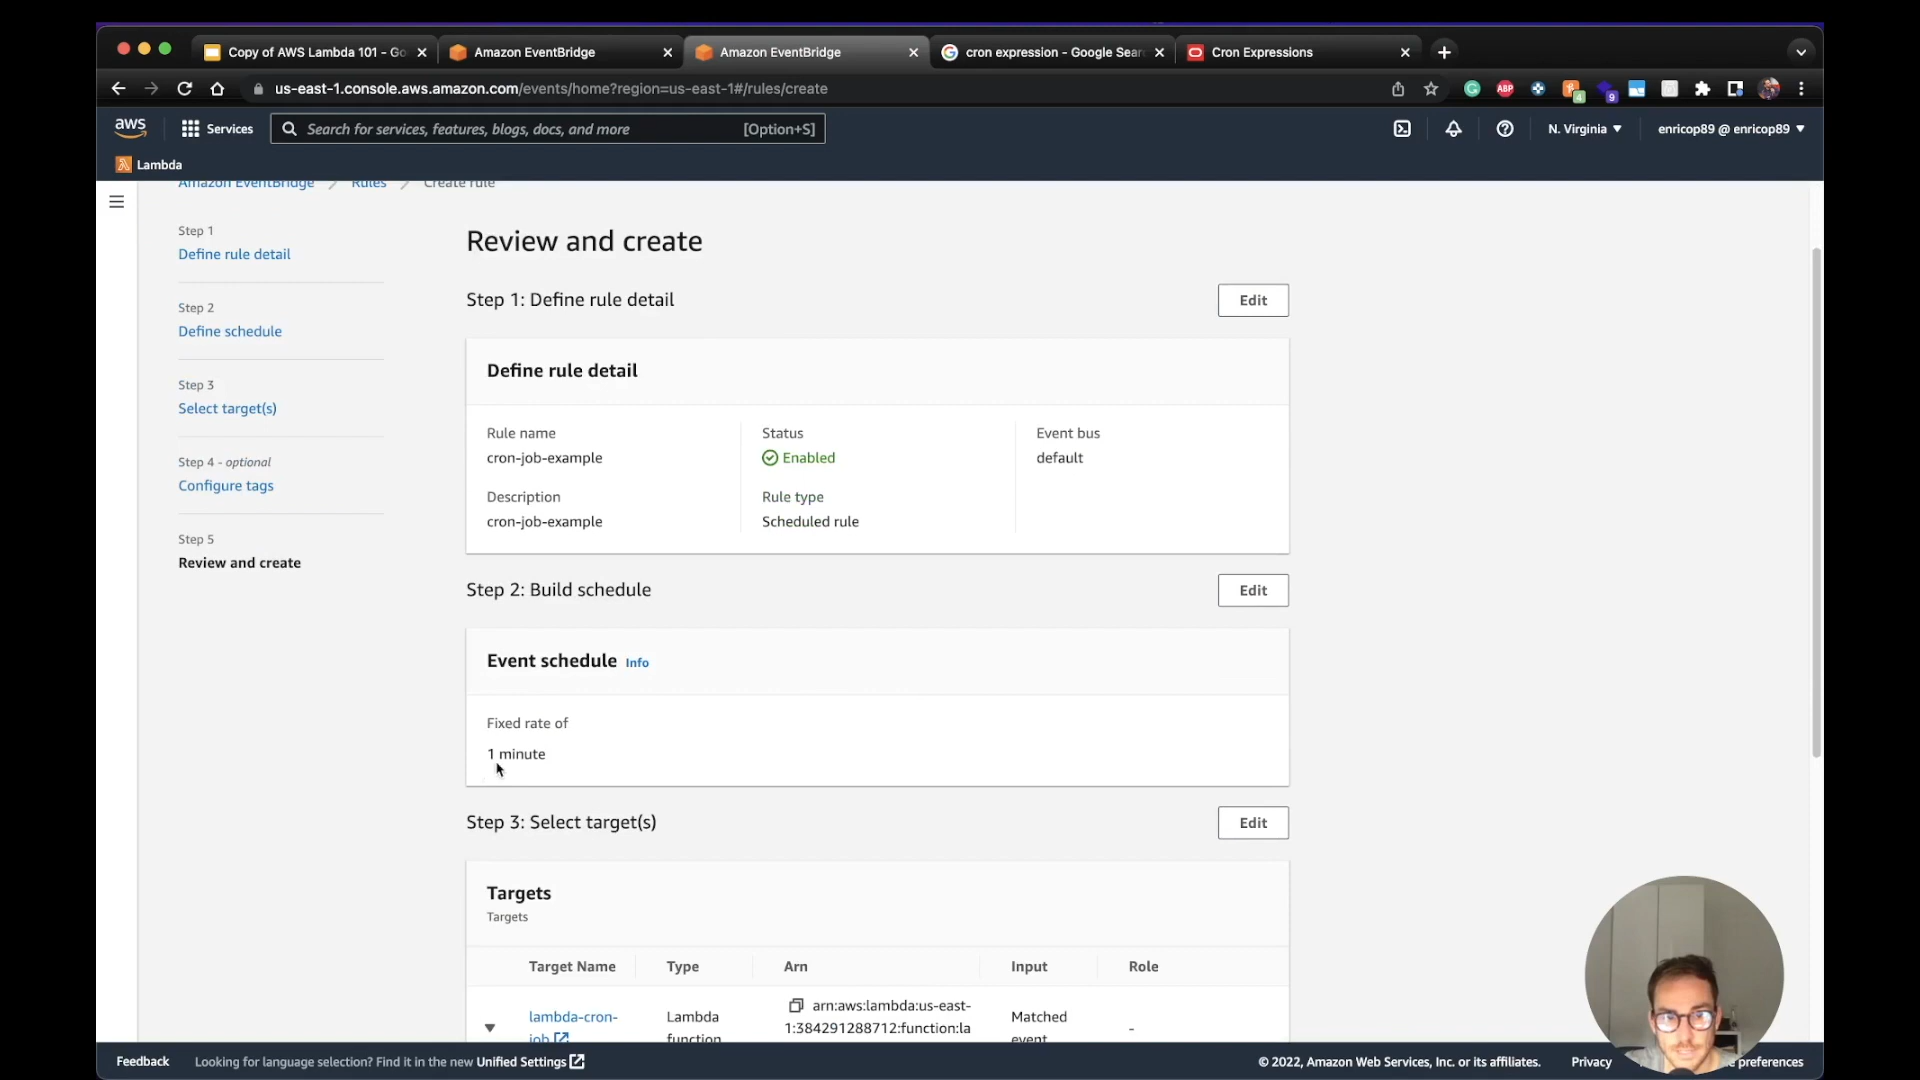 Copy of AWS Lambda 101 - Go
Amazon EventBridge
Amazon EventBridge
cron expression - Google Sear
Cron Expressions
us-east-1.console.aws.amazon.com/events/home?region=us-east-1#/rules/create
ABP
4
9
aws
Services
Search for services, features, blogs, docs, and more
[Option+S]
N. Virginia
enricop89 @ enricop89
Lambda
Amazon EventBridge
Rules
Create rule
Step 1
Define rule detail
Step 2
Define schedule
Step 3
Select target(s)
Step 4 - optional
Configure tags
Step 5
Review and create
Review and create
Step 1: Define rule detail
Edit
Define rule detail
Rule name
cron-job-example
Status
Enabled
Event bus
default
Description
cron-job-example
Rule type
Scheduled rule
Step 2: Build schedule
Edit
Event schedule Info
Fixed rate of
1 minute
Step 3: Select target(s)
Edit
Targets
Targets
Target Name
Type
Arn
Input
Role
lambda-cron-
job
Lambda
function
arn:aws:lambda:us-east-
1:384291288712:function:la
Matched
event
-
Feedback
Looking for language selection? Find it in the new Unified Settings
© 2022, Amazon Web Services, Inc. or its affiliates.
Privacy
preferences